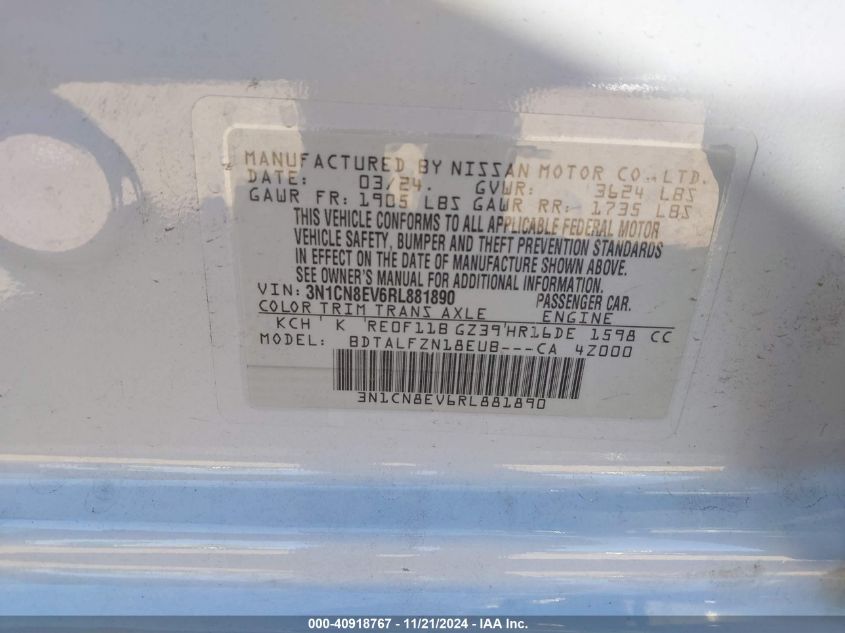 MANUFACTURED BY NISSAN MOTOR CO., LTD.
DATE: 03/24. GVWR: 3624 LBS
GAWR FR: 1905 LBS GAWR RR: 1735 LBS
THIS VEHICLE CONFORMS TO ALL APPLICABLE FEDERAL MOTOR
VEHICLE SAFETY, BUMPER AND THEFT PREVENTION STANDARDS
IN EFFECT ON THE DATE OF MANUFACTURE SHOWN ABOVE.
SEE OWNER'S MANUAL FOR ADDITIONAL INFORMATION.
VIN: 3N1CN8EV6RL881890 PASSENGER CAR.
COLOR TRIM TRANS AXLE ENGINE
KCH K RE0F11B GZ39 HR16DE 1598 CC
MODEL: BDTALFZN18EUB---CA 4Z000
3N1CN8EV6RL881890
000-40918767 - 11/21/2024 - IAA Inc.